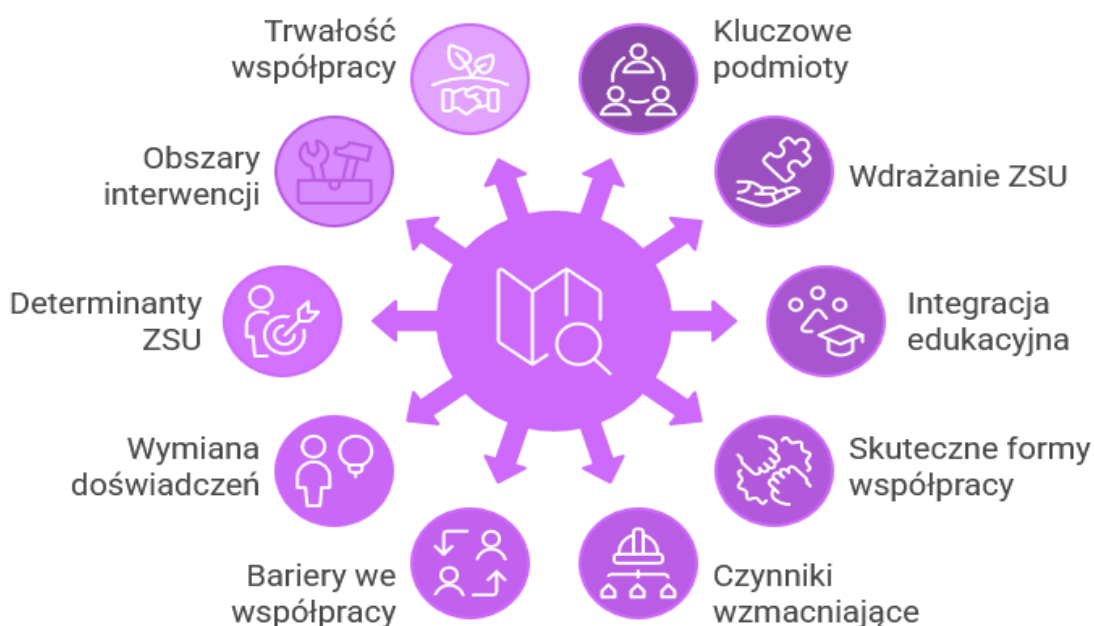 Trwałość
współpracy
Kluczowe
podmioty
Obszary
interwencji
Wdrażanie ZSU
Determinanty
ZSU
Integracja
edukacyjna
Wymiana
doświadczeń
Skuteczne formy
współpracy
Bariery we
współpracy
Czynniki
wzmacniające